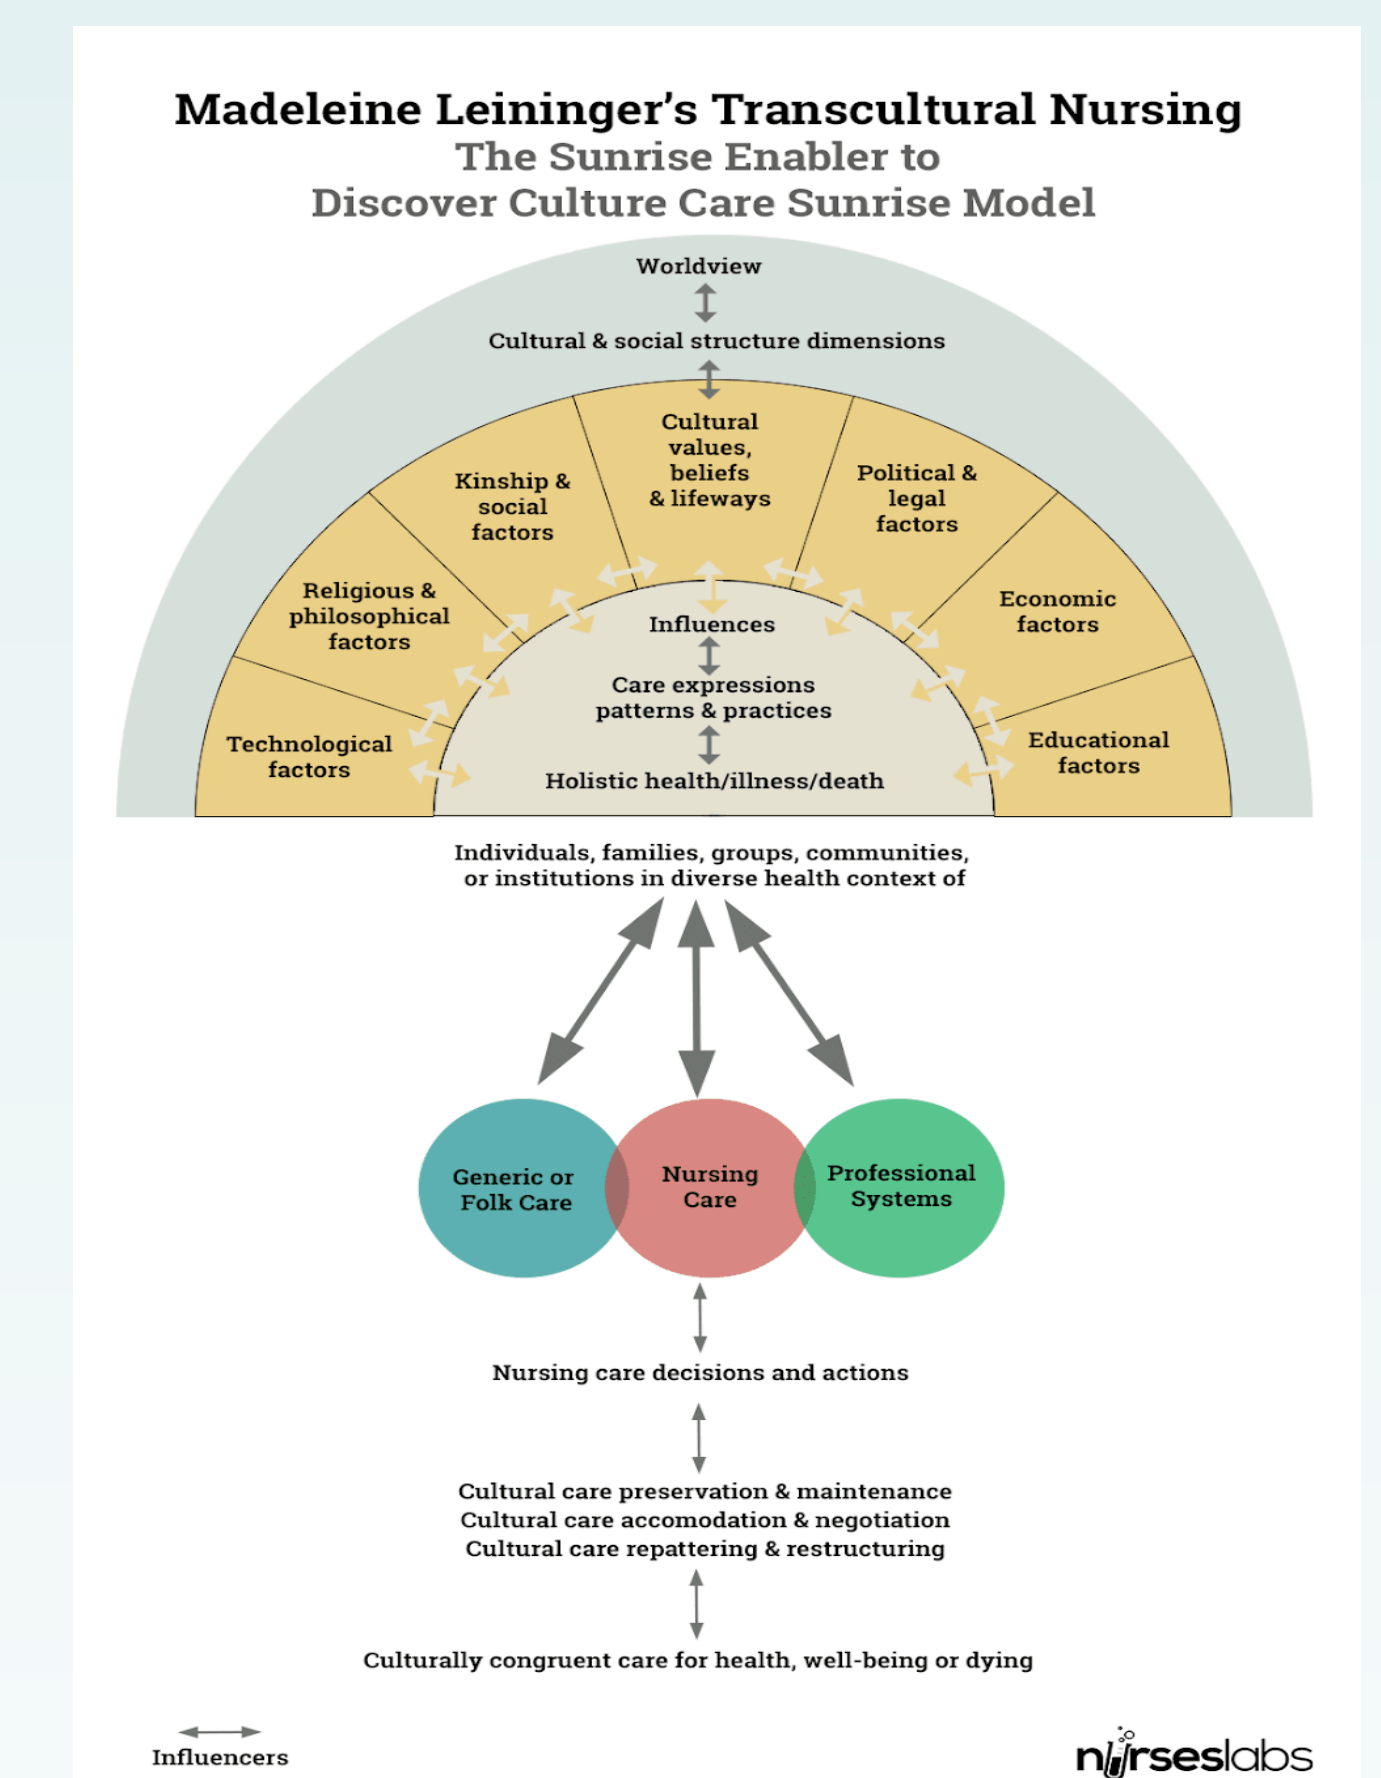 Madeleine Leininger’s Transcultural Nursing
The Sunrise Enabler to
Discover Culture Care Sunrise Model
Worldview
Cultural & social structure dimensions
Cultural
values,
beliefs
& lifeways
Kinship &
social
factors
Political &
legal
factors
Religious &
philosophical
factors
Economic
factors
Technological
factors
Educational
factors
Influences
Care expressions
patterns & practices
Holistic health/illness/death
Individuals, families, groups, communities,
or institutions in diverse health context of
Generic or
Folk Care
Nursing
Care
Professional
Systems
Nursing care decisions and actions
Cultural care preservation & maintenance
Cultural care accomodation & negotiation
Cultural care repattering & restructuring
Culturally congruent care for health, well-being or dying
Influencers
nurseslabs